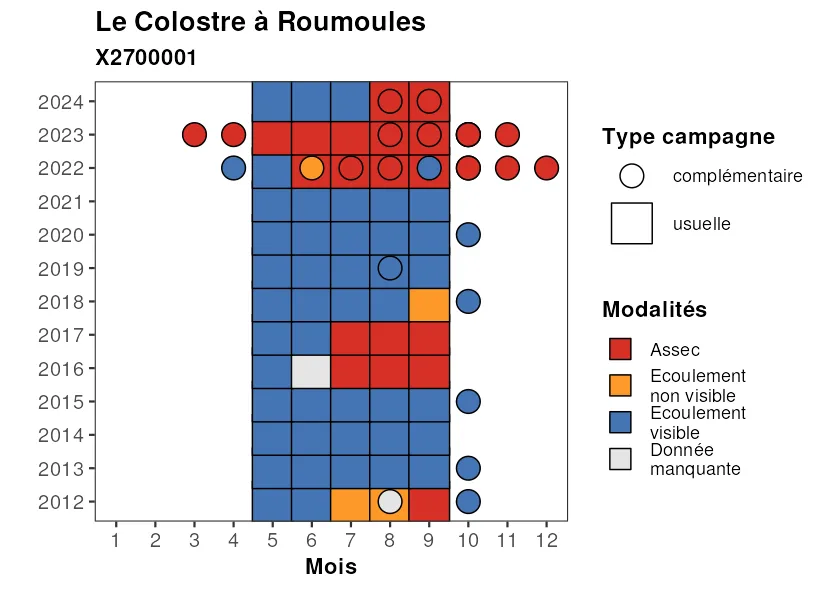 Le Colostre à Roumoules
X2700001
2024
2023
2022
2021
2020
2019
2018
2017
2016
2015
2014
2013
2012
1 2 3 4 5 6 7 8 9 10 11 12
Mois
Type campagne
complémentaire
usuelle
Modalités
Assec
Ecoulement
non visible
Ecoulement
visible
Donnée
manquante